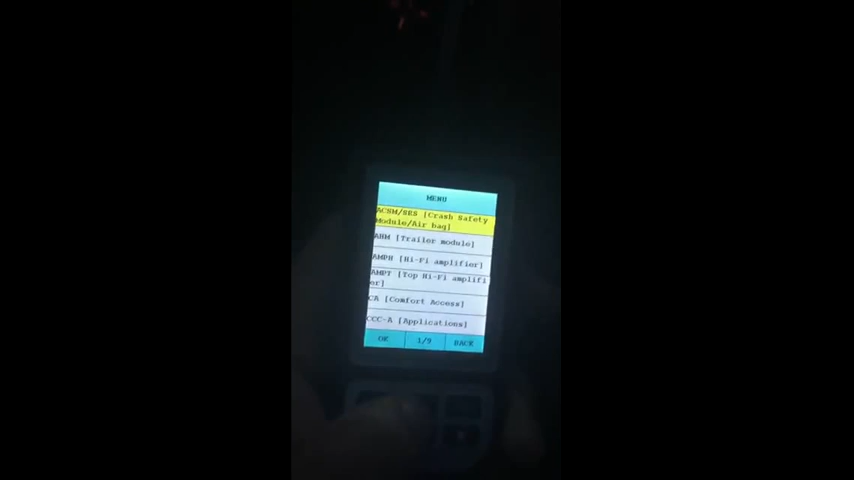 MENU
ACSM/SRS [Crash Safety
Module/Air bag]
AHM [Trailer module]
AMPH [Hi-Fi amplifier]
AMPT [Top Hi-Fi amplifi
er]
CA [Comfort Access]
CCC-A [Applications]
OK 1/9 BACK